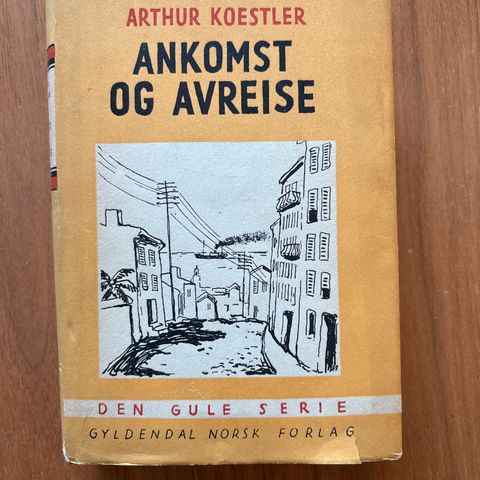 ARTHUR KOESTLER
ANKOMST
OG AVREISE
DEN GULE SERIE
GYLDENDAL NORSK FORLAG